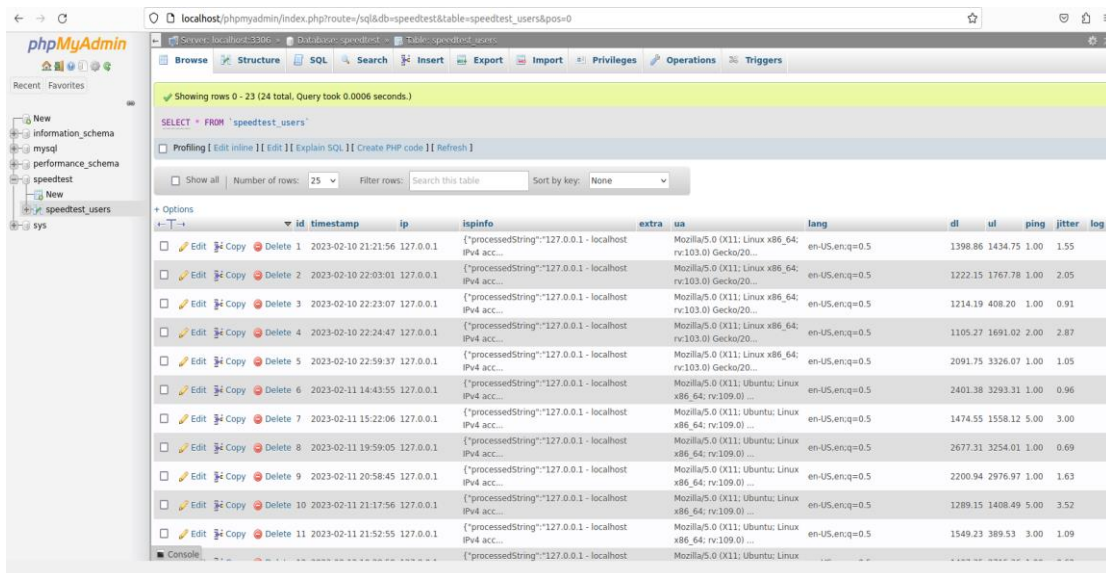 localhost/phpmyadmin/index.php?route=/sql&db=speedtest&table=speedtest_users&pos=0
phpMyAdmin
Recent Favorites
New
information_schema
mysql
performance_schema
speedtest
New
speedtest_users
sys
Server: localhost:3306 » Database: speedtest » Table: speedtest_users
Browse Structure SQL Search Insert Export Import Privileges Operations Triggers
Showing rows 0 - 23 (24 total, Query took 0.0006 seconds.)
SELECT * FROM `speedtest_users`
Profiling [ Edit inline ] [ Edit ] [ Explain SQL ] [ Create PHP code ] [ Refresh ]
Show all Number of rows: 25 Filter rows: Search this table Sort by key: None
+ Options
←T→ id timestamp ip ispinfo extra ua lang dl ul ping jitter log
Edit Copy Delete 1 2023-02-10 21:21:56 127.0.0.1 {"processedString":"127.0.0.1 - localhost IPv4 acc... Mozilla/5.0 (X11; Linux x86_64; rv:103.0) Gecko/20... en-US,en;q=0.5 1398.86 1434.75 1.00 1.55
Edit Copy Delete 2 2023-02-10 22:03:01 127.0.0.1 {"processedString":"127.0.0.1 - localhost IPv4 acc... Mozilla/5.0 (X11; Linux x86_64; rv:103.0) Gecko/20... en-US,en;q=0.5 1222.15 1767.78 1.00 2.05
Edit Copy Delete 3 2023-02-10 22:23:07 127.0.0.1 {"processedString":"127.0.0.1 - localhost IPv4 acc... Mozilla/5.0 (X11; Linux x86_64; rv:103.0) Gecko/20... en-US,en;q=0.5 1214.19 408.20 1.00 0.91
Edit Copy Delete 4 2023-02-10 22:24:47 127.0.0.1 {"processedString":"127.0.0.1 - localhost IPv4 acc... Mozilla/5.0 (X11; Linux x86_64; rv:103.0) Gecko/20... en-US,en;q=0.5 1105.27 1691.02 2.00 2.87
Edit Copy Delete 5 2023-02-10 22:59:37 127.0.0.1 {"processedString":"127.0.0.1 - localhost IPv4 acc... Mozilla/5.0 (X11; Linux x86_64; rv:103.0) Gecko/20... en-US,en;q=0.5 2091.75 3326.07 1.00 1.05
Edit Copy Delete 6 2023-02-11 14:43:55 127.0.0.1 {"processedString":"127.0.0.1 - localhost IPv4 acc... Mozilla/5.0 (X11; Ubuntu; Linux x86_64; rv:109.0) ... en-US,en;q=0.5 2401.38 3293.31 1.00 0.96
Edit Copy Delete 7 2023-02-11 15:22:06 127.0.0.1 {"processedString":"127.0.0.1 - localhost IPv4 acc... Mozilla/5.0 (X11; Ubuntu; Linux x86_64; rv:109.0) ... en-US,en;q=0.5 1474.55 1558.12 5.00 3.00
Edit Copy Delete 8 2023-02-11 19:59:05 127.0.0.1 {"processedString":"127.0.0.1 - localhost IPv4 acc... Mozilla/5.0 (X11; Ubuntu; Linux x86_64; rv:109.0) ... en-US,en;q=0.5 2677.31 3254.01 1.00 0.69
Edit Copy Delete 9 2023-02-11 20:58:45 127.0.0.1 {"processedString":"127.0.0.1 - localhost IPv4 acc... Mozilla/5.0 (X11; Ubuntu; Linux x86_64; rv:109.0) ... en-US,en;q=0.5 2200.94 2976.97 1.00 1.63
Edit Copy Delete 10 2023-02-11 21:17:56 127.0.0.1 {"processedString":"127.0.0.1 - localhost IPv4 acc... Mozilla/5.0 (X11; Ubuntu; Linux x86_64; rv:109.0) ... en-US,en;q=0.5 1289.15 1408.49 5.00 3.52
Edit Copy Delete 11 2023-02-11 21:52:55 127.0.0.1 {"processedString":"127.0.0.1 - localhost IPv4 acc... Mozilla/5.0 (X11; Ubuntu; Linux x86_64; rv:109.0) ... en-US,en;q=0.5 1549.23 389.53 3.00 1.09
Console {"processedString":"127.0.0.1 - localhost Mozilla/5.0 (X11; Ubuntu; Linux